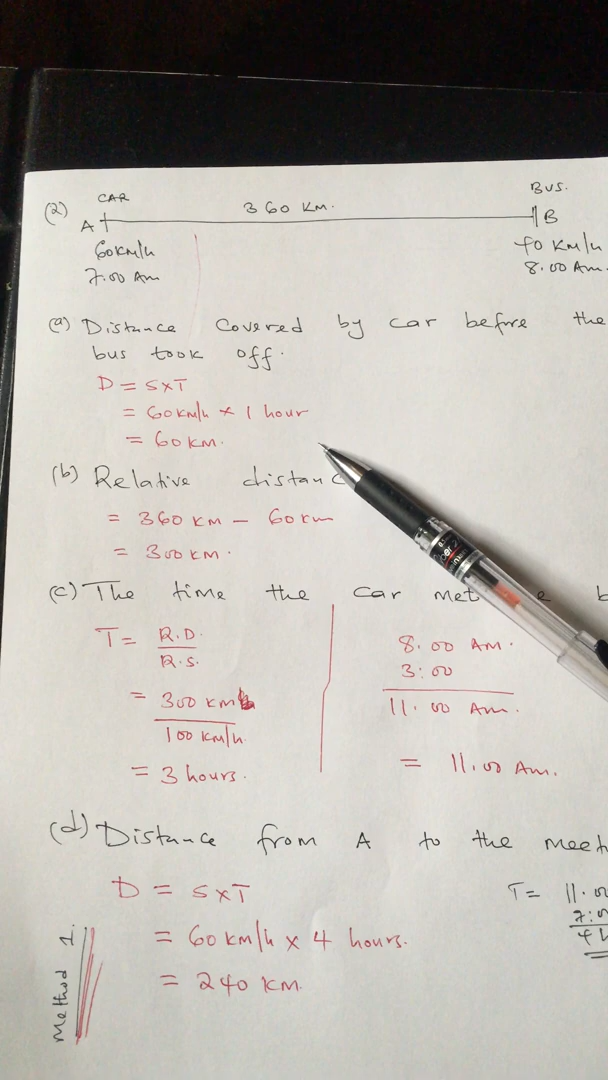 (2) CAR 360 KM. BUS.
A B
60km/h 40 KM/h
7.00 Am 8.00 Am.
(a) Distance covered by car before the
bus took off.
D = S×T
= 60km/h × 1 hour
= 60 km.
(b) Relative
= 360 KM – 60 km
= 300 km.
(c) The time the car met
T = R.D.
R.S.
= 300 km
100 km/h.
= 3 hours.
8.00 AM.
3:00
11.00 Am.
= 11.00 Am.
(d) Distance from A to the
D = S×T
T = 11.00
= 60 km/h × 4 hours.
= 240 KM.
Method 1.